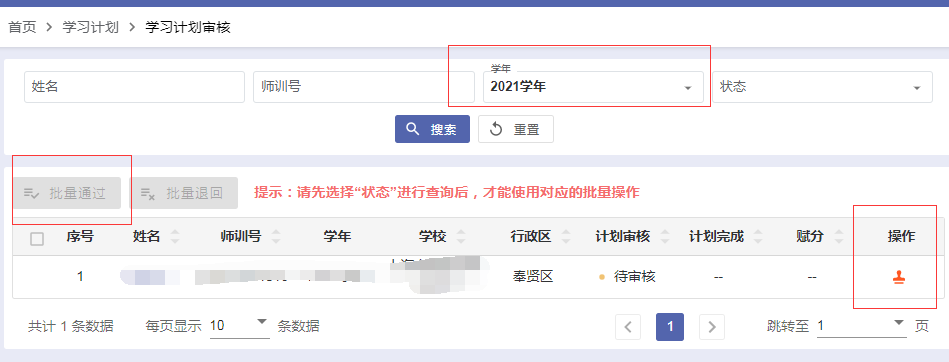 首页 > 学习计划 > 学习计划审核
学年
姓名 师训号 2021学年 状态
搜索 重置
批量通过 批量退回 提示：请先选择“状态”进行查询后，才能使用对应的批量操作
序号 姓名 师训号 学年 学校 行政区 计划审核 计划完成 赋分 操作
1 奉贤区 待审核 -- --
共计 1 条数据 每页显示 10 条数据 < 1 > 跳转至 1 页